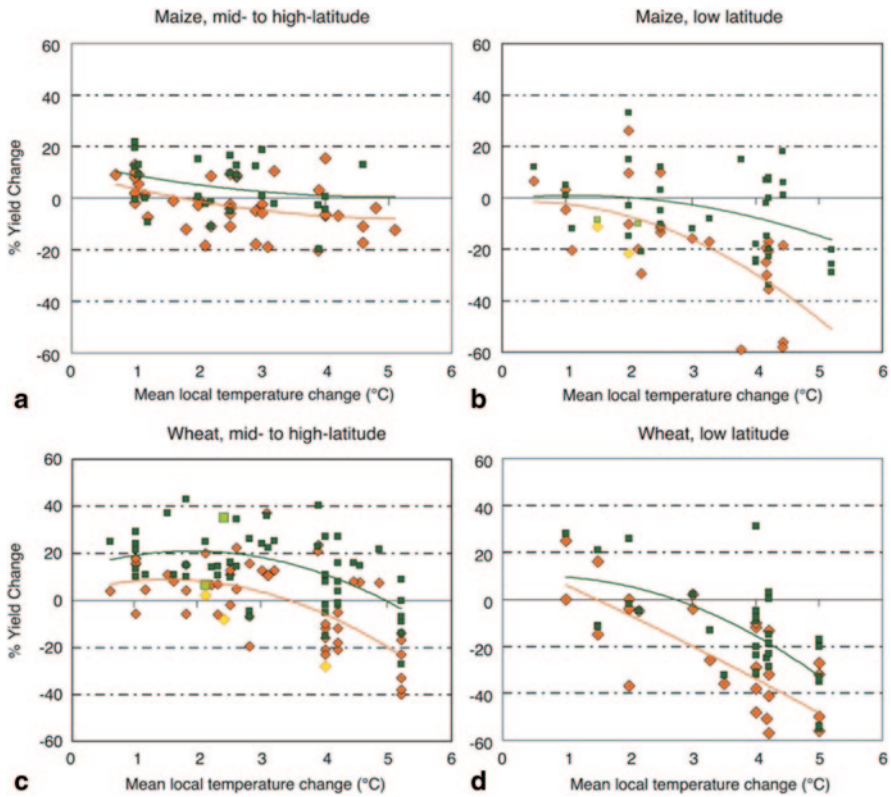 Maize, mid- to high-latitude
Maize, low latitude
60
40
20
0
-20
-40
-60
% Yield Change
60
40
20
0
-20
-40
-60
0 1 2 3 4 5 6
0 1 2 3 4 5 6
a Mean local temperature change (°C)
b Mean local temperature change (°C)
Wheat, mid- to high-latitude
Wheat, low latitude
60
40
20
0
-20
-40
-60
% Yield Change
60
40
20
0
-20
-40
-60
0 1 2 3 4 5 6
0 1 2 3 4 5 6
c Mean local temperature change (°C)
d Mean local temperature change (°C)